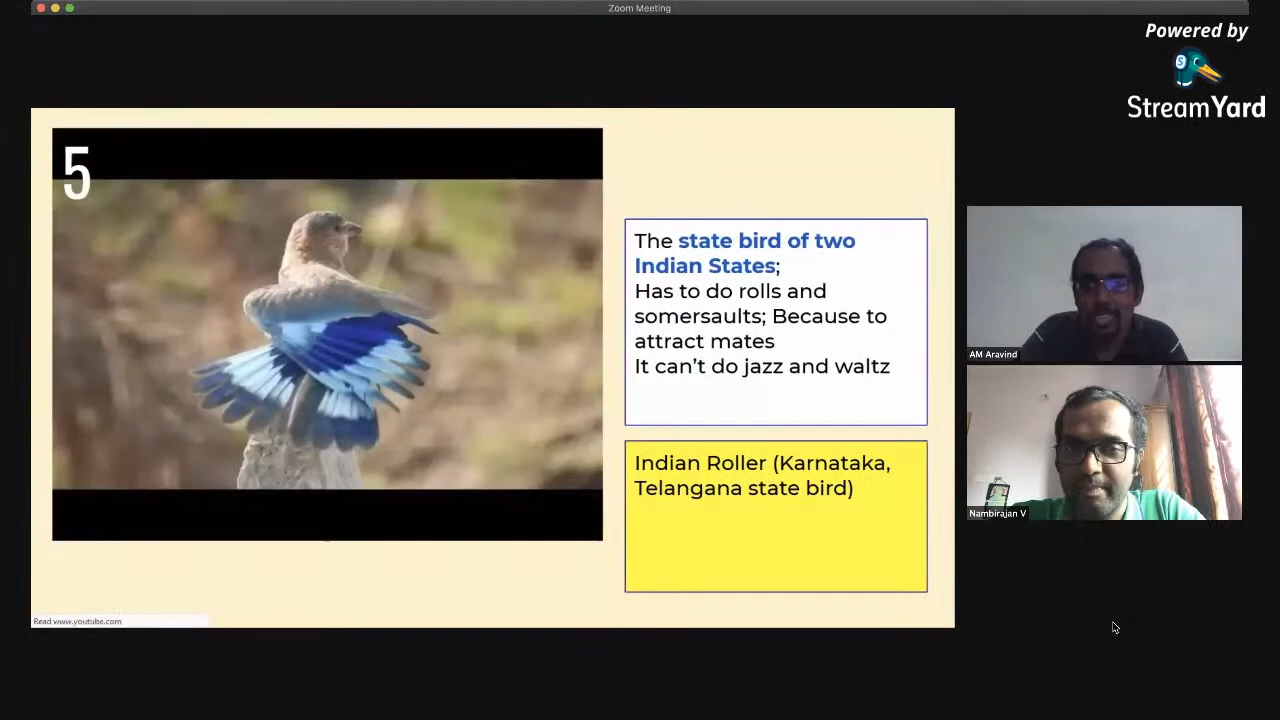 Zoom Meeting
Powered by
StreamYard
5
The state bird of two
Indian States;
Has to do rolls and
somersaults; Because to
attract mates
It can't do jazz and waltz
Indian Roller (Karnataka,
Telangana state bird)
AM Aravind
Nambirajan V
Read www.youtube.com